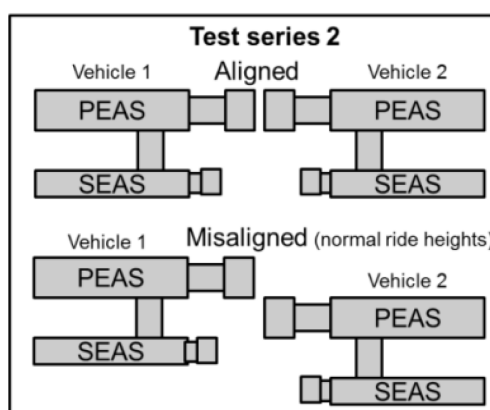 Test series 2
Vehicle 1 Aligned Vehicle 2
PEAS PEAS
SEAS SEAS
Vehicle 1 Misaligned (normal ride heights)
Vehicle 2
PEAS
PEAS
SEAS
SEAS